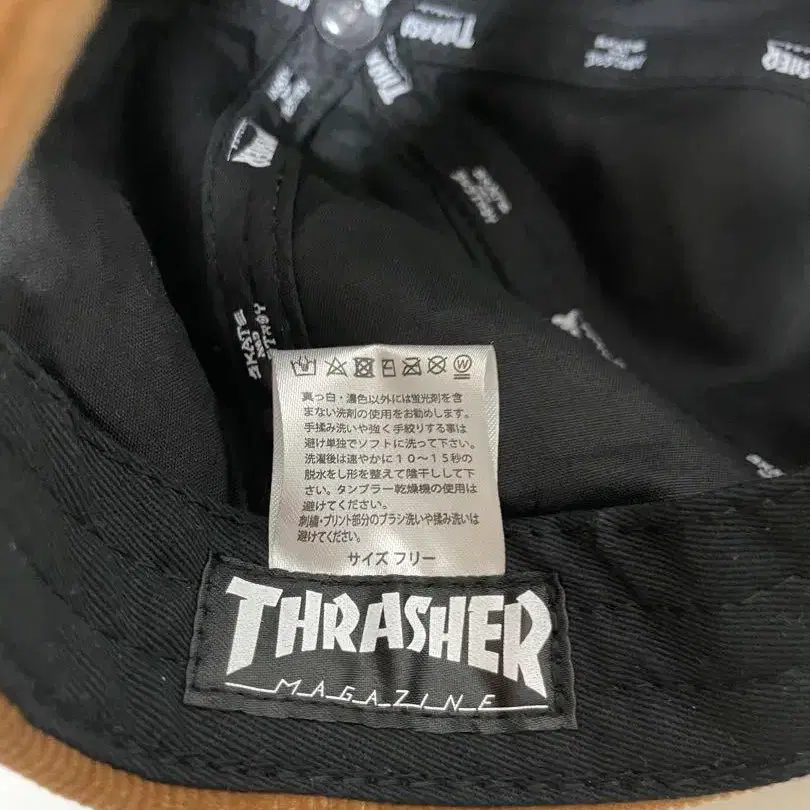 THRASHER
SKATE
AND
真っ白・濃色以外には蛍光剤を含
まない洗剤の使用をお勧めします。
手揉み洗いや強く手絞りする事は
避け単独でソフトに洗って下さい。
洗濯後は速やかに10〜15秒の
脱水をし形を整えて陰干しして下
さい。タンブラー乾燥機の使用は
避けてください。
刺繍・プリント部分のブラシ洗いや揉み洗いは
避けてください。
サイズ フリー
THRASHER
MAGAZINE